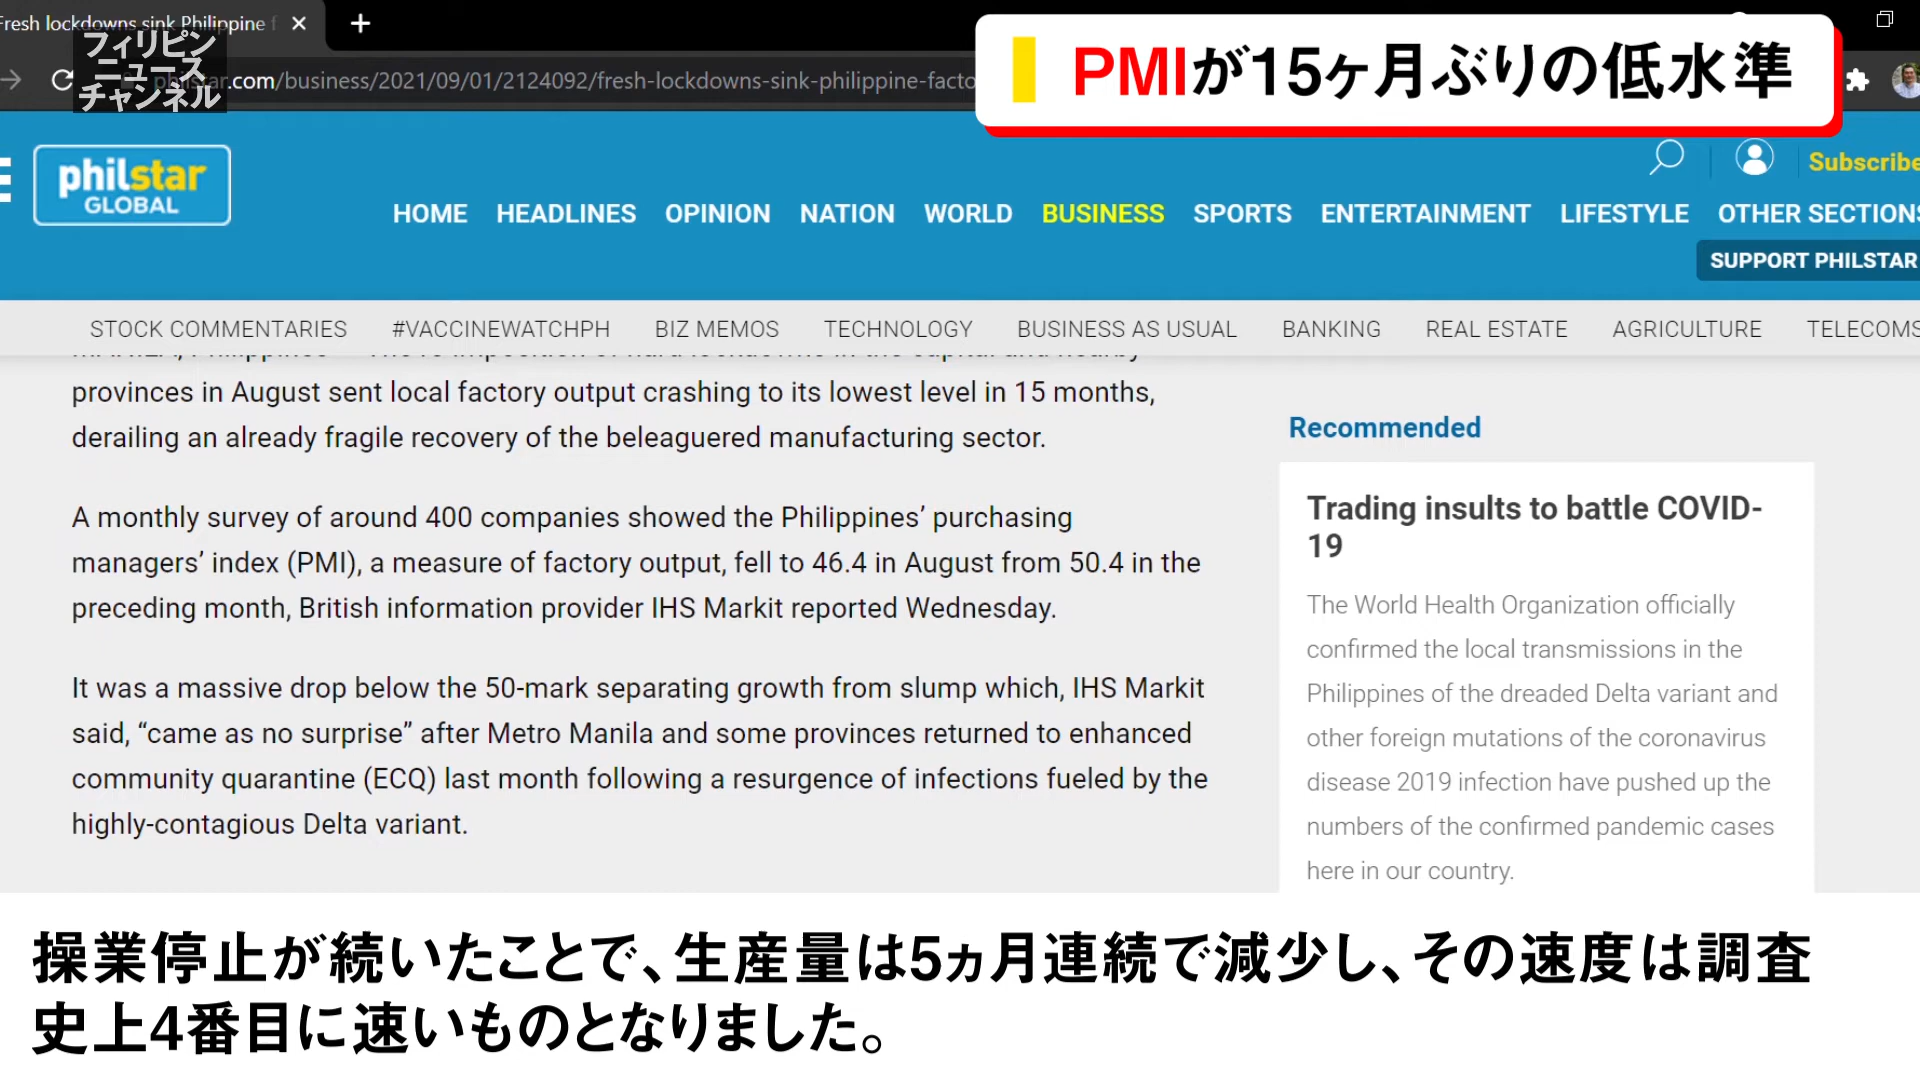 Fresh lockdowns sink Philippine f
フィリピン
ニュース
チャンネル
philstar.com/business/2021/09/01/2124092/fresh-lockdowns-sink-philippine-facto
PMIが15ヶ月ぶりの低水準
philstar
GLOBAL
Subscribe
HOME HEADLINES OPINION NATION WORLD BUSINESS SPORTS ENTERTAINMENT LIFESTYLE OTHER SECTIONS
SUPPORT PHILSTAR
STOCK COMMENTARIES #VACCINEWATCHPH BIZ MEMOS TECHNOLOGY BUSINESS AS USUAL BANKING REAL ESTATE AGRICULTURE TELECOMS
MANILA, Philippines — The re-imposition of hard lockdowns in the capital and nearby
provinces in August sent local factory output crashing to its lowest level in 15 months,
derailing an already fragile recovery of the beleaguered manufacturing sector.
A monthly survey of around 400 companies showed the Philippines’ purchasing
managers’ index (PMI), a measure of factory output, fell to 46.4 in August from 50.4 in the
preceding month, British information provider IHS Markit reported Wednesday.
It was a massive drop below the 50-mark separating growth from slump which, IHS Markit
said, “came as no surprise” after Metro Manila and some provinces returned to enhanced
community quarantine (ECQ) last month following a resurgence of infections fueled by the
highly-contagious Delta variant.
Recommended
Trading insults to battle COVID-
19
The World Health Organization officially
confirmed the local transmissions in the
Philippines of the dreaded Delta variant and
other foreign mutations of the coronavirus
disease 2019 infection have pushed up the
numbers of the confirmed pandemic cases
here in our country.
操業停止が続いたことで、生産量は5ヵ月連続で減少し、その速度は調査
史上4番目に速いものとなりました。